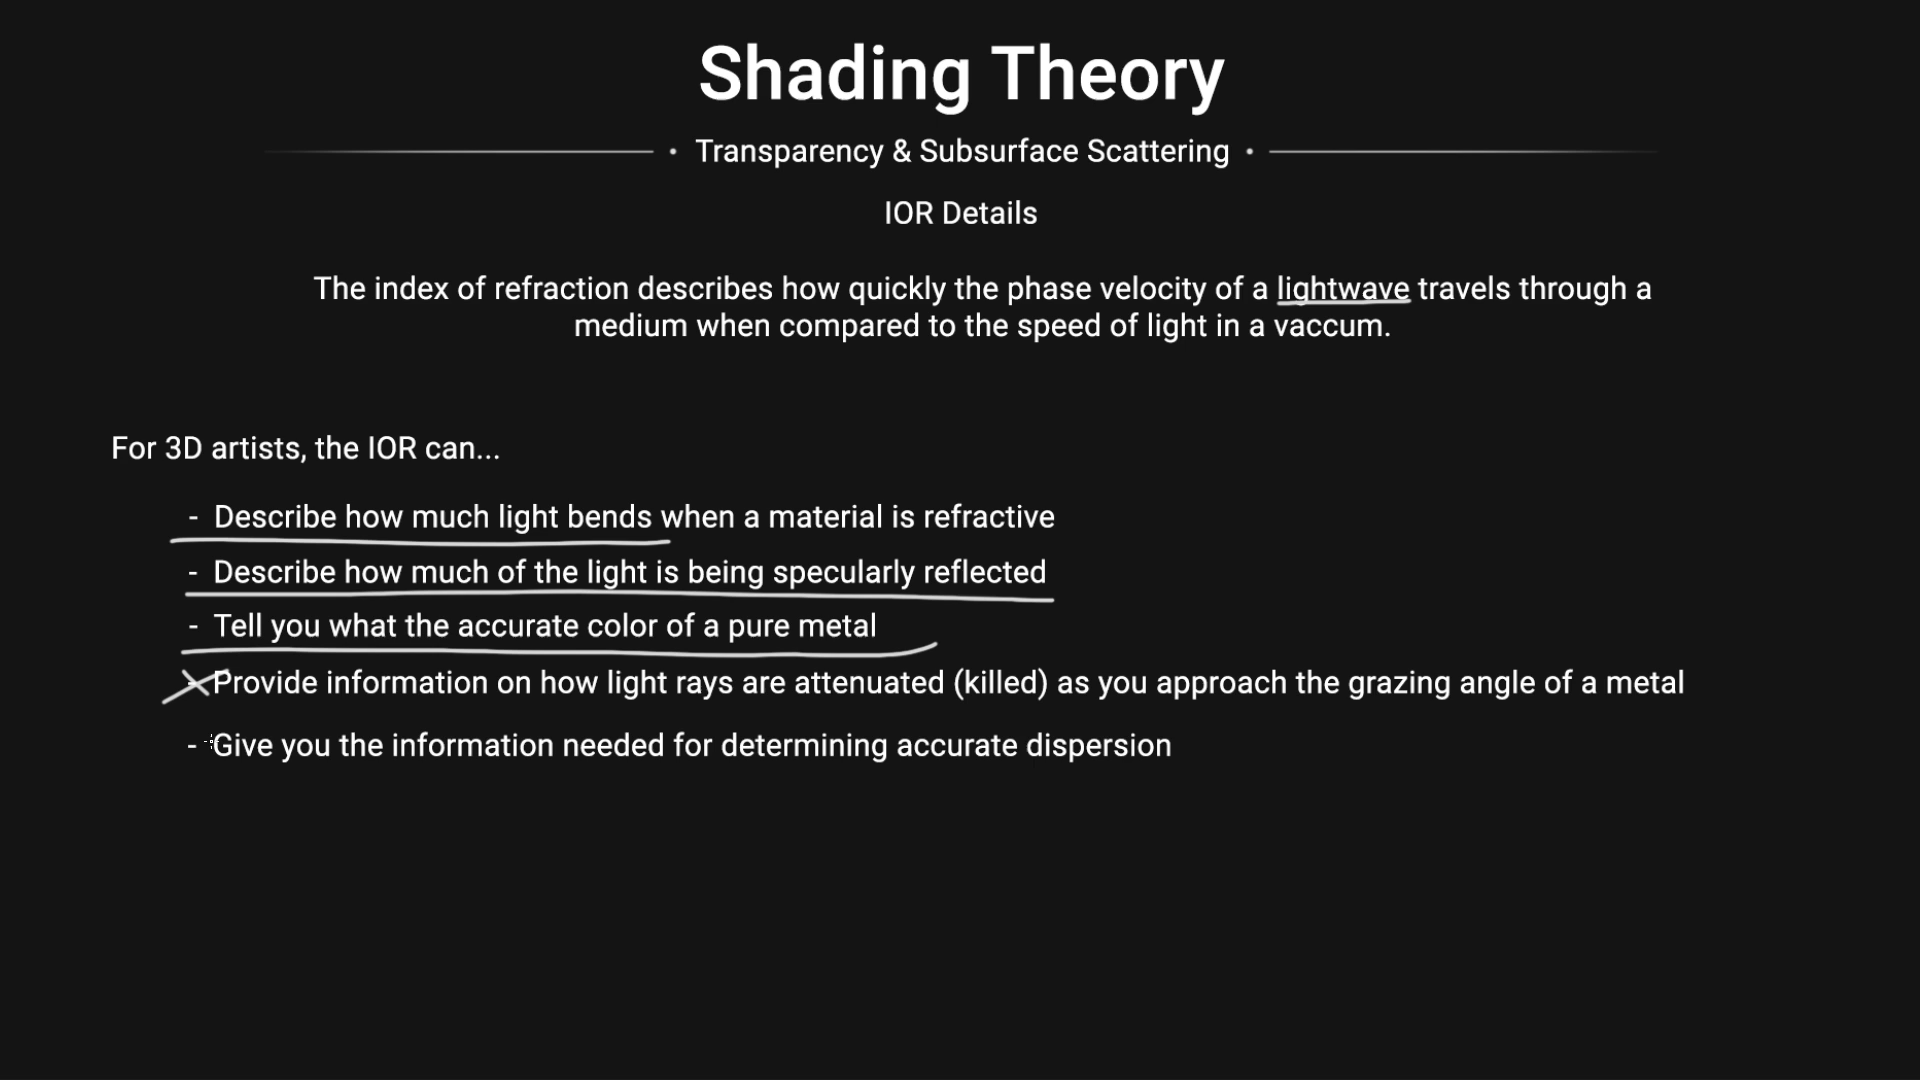 Shading Theory
Transparency & Subsurface Scattering
IOR Details
The index of refraction describes how quickly the phase velocity of a lightwave travels through a
medium when compared to the speed of light in a vaccum.
For 3D artists, the IOR can...
- Describe how much light bends when a material is refractive
- Describe how much of the light is being specularly reflected
- Tell you what the accurate color of a pure metal
- Provide information on how light rays are attenuated (killed) as you approach the grazing angle of a metal
- Give you the information needed for determining accurate dispersion